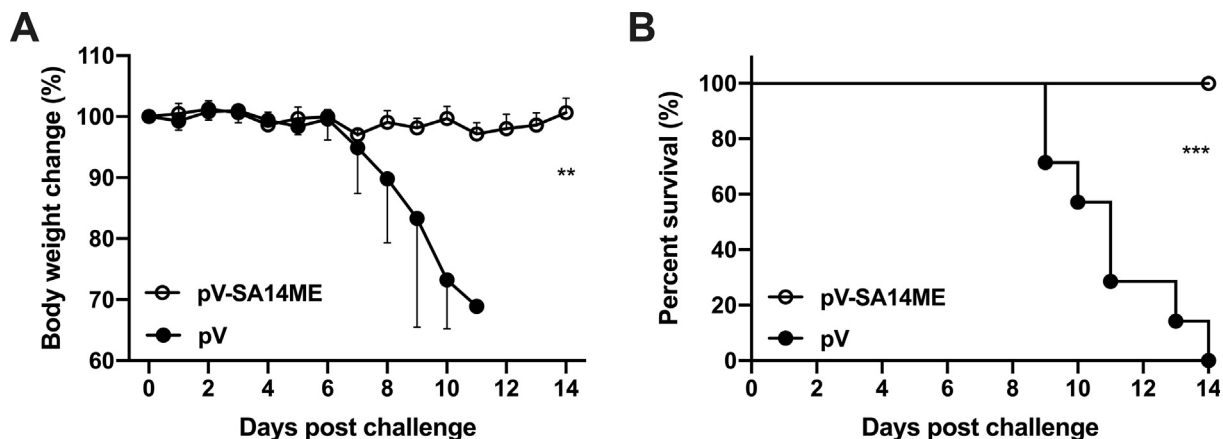 A
Body weight change (%)
110
100
90
80
70
60
**
pV-SA14ME
pV
0 2 4 6 8 10 12 14
Days post challenge
B
Percent survival (%)
100
80
60
40
20
0
***
pV-SA14ME
pV
0 2 4 6 8 10 12 14
Days post challenge